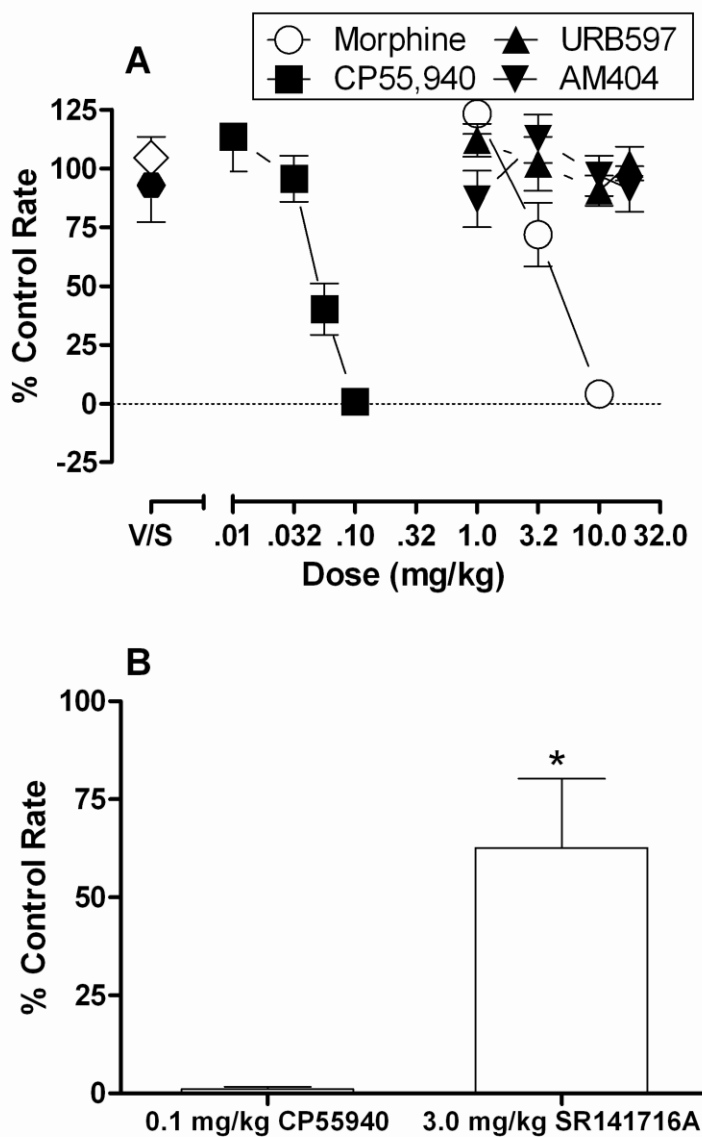 Morphine URB597
CP55,940 AM404
A
125
100
75
50
25
0
-25
% Control Rate
V/S .01 .032 .10 .32 1.0 3.2 10.0 32.0
Dose (mg/kg)
B
100
75
50
25
0
% Control Rate
*
0.1 mg/kg CP55940 3.0 mg/kg SR141716A